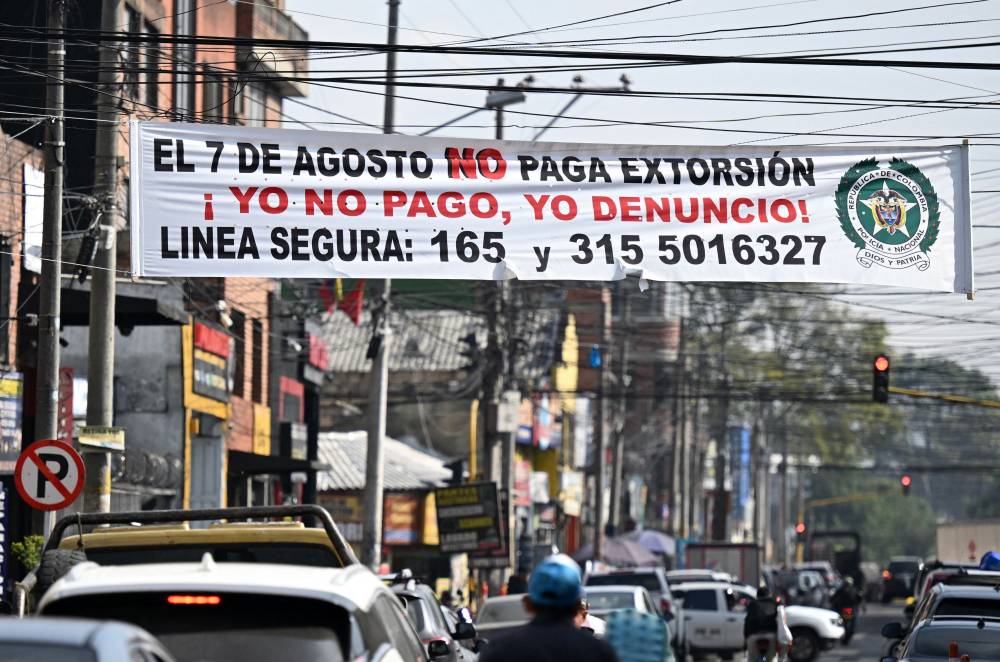 EL 7 DE AGOSTO NO PAGA EXTORSIÓN
¡ YO NO PAGO, YO DENUNCIO!
LINEA SEGURA: 165 y 315 5016327
REPUBLICA DE COLOMBIA
POLICIA NACIONAL
DIOS Y PATRIA
P